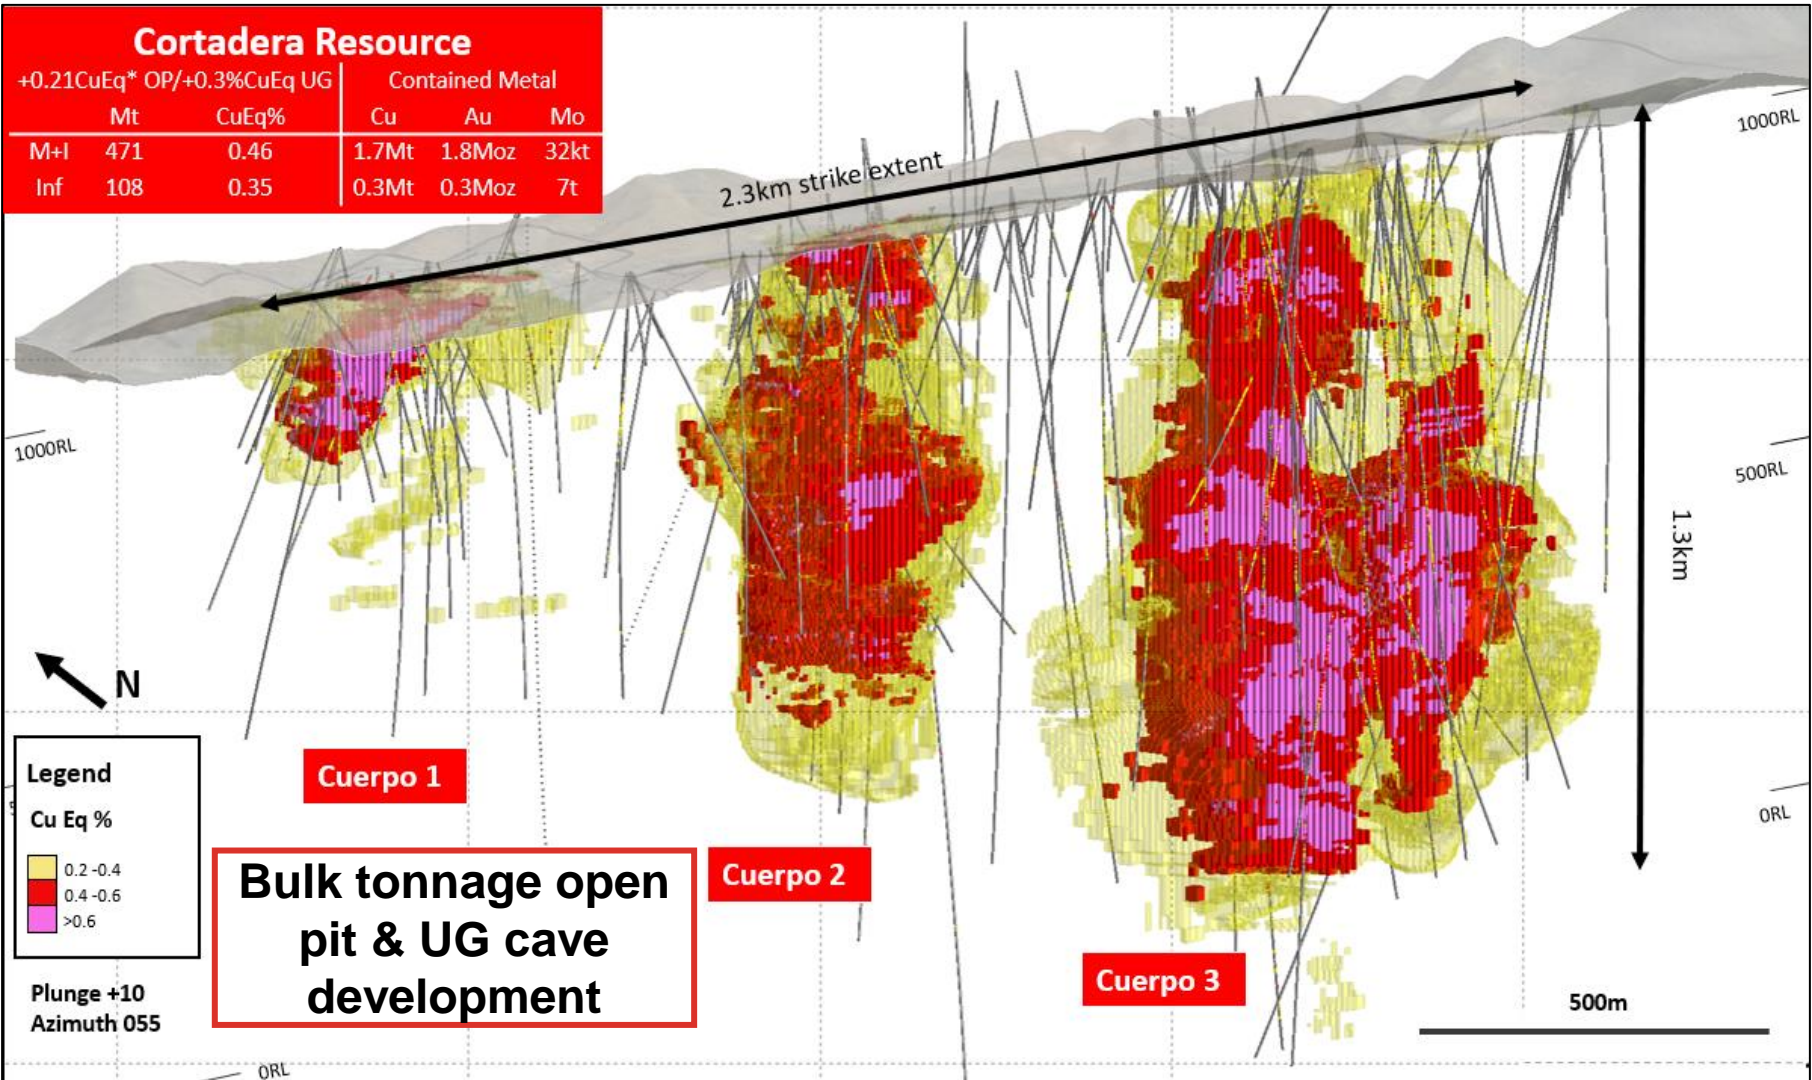 Cortadera Resource
+0.21CuEq* OP/+0.3%CuEq UG Contained Metal
Mt CuEq% Cu Au Mo
M+I 471 0.46 1.7Mt 1.8Moz 32kt
Inf 108 0.35 0.3Mt 0.3Moz 7t
2.3km strike extent
1000RL
1000RL
500RL
1.3km
0RL
N
Legend
Cu Eq %
0.2 -0.4
0.4 -0.6
>0.6
Plunge +10
Azimuth 055
Cuerpo 1
Cuerpo 2
Cuerpo 3
Bulk tonnage open
pit & UG cave
development
500m
0RL